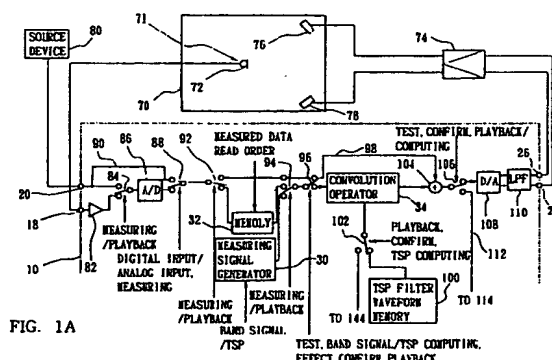 SOURCE
DEVICE
80
71
72
70
76
78
74
90
86
88
92
84
A/D
20
18
82
10
MEASURED DATA
READ ORDER
94
96
98
TEST, CONFIRM, PLAYBACK/
COMPUTING
104
106
26
32
MEMOLY
MEASURING SIGNAL
GENERATOR
30
CONVOLUTION
OPERATOR
34
D/A
LPF
108
110
112
MEASURING
/PLAYBACK
DIGITAL INPUT/
ANALOG INPUT,
MEASURING
102
PLAYBACK,
CONFIRM,
TSP COMPUTING
TO 144
TO 114
TSP FILTER
WAVEFORM
MEMORY
100
MEASURING
/PLAYBACK
MEASURING
/PLAYBACK
BAND SIGNAL
/TSP
TEST, BAND SIGNAL/TSP COMPUTING,
EFFECT CONFIRM PLAYBACK
FIG. 1A